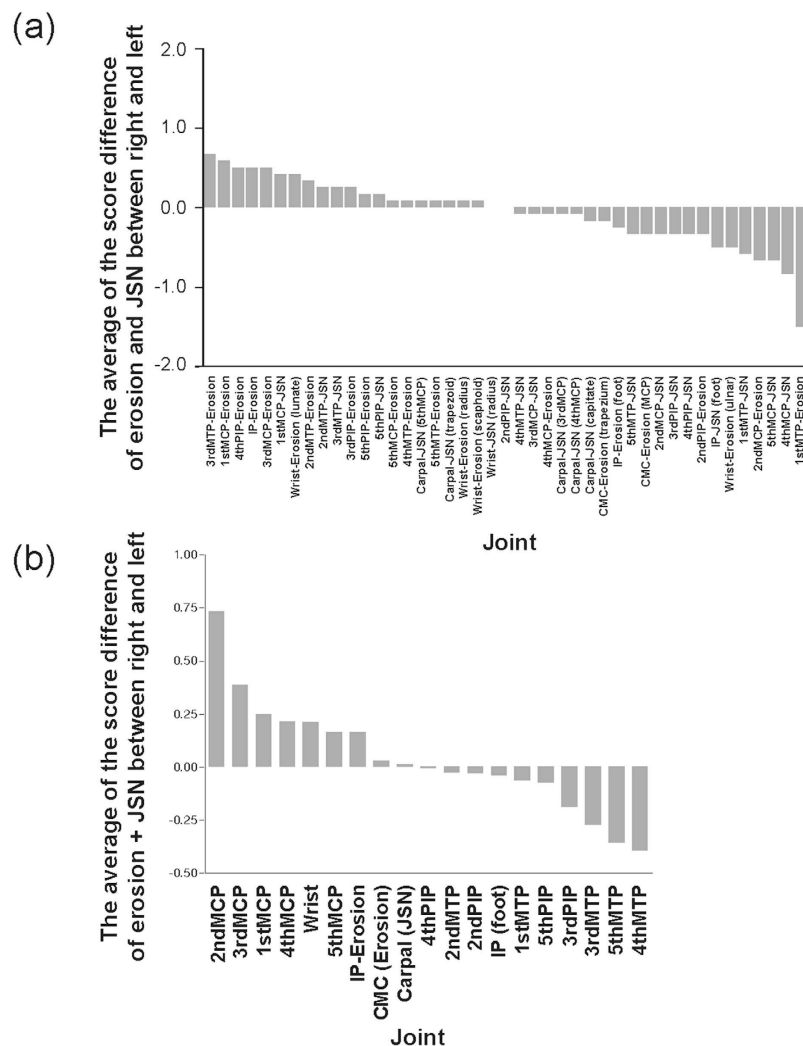 (a)
The average of the score difference
of erosion and JSN between right and left
2.0
1.0
0.0
-1.0
-2.0
3rdMTP-Erosion
1stMCP-Erosion
4thPIP-Erosion
IP-Erosion
3rdMCP-Erosion
1stMCP-JSN
Wrist-Erosion (lunate)
2ndMTP-Erosion
2ndMTP-JSN
3rdMTP-JSN
3rdPIP-Erosion
5thPIP-Erosion
5thPIP-JSN
5thMCP-Erosion
4thMTP-Erosion
Carpal-JSN (5thMCP)
5thMTP-Erosion
Carpal-JSN (trapezoid)
Wrist-Erosion (radius)
Wrist-Erosion (scaphoid)
Wrist-JSN (radius)
2ndPIP-JSN
4thMTP-JSN
3rdMCP-JSN
4thMCP-Erosion
Carpal-JSN (3rdMCP)
Carpal-JSN (4thMCP)
Carpal-JSN (capitate)
CMC-Erosion (trapezium)
IP-Erosion (foot)
5thMTP-JSN
CMC-Erosion (MCP)
2ndMCP-JSN
3rdPIP-JSN
4thPIP-JSN
2ndPIP-Erosion
IP-JSN (foot)
Wrist-Erosion (ulnar)
1stMTP-JSN
2ndMCP-Erosion
5thMCP-JSN
4thMCP-JSN
1stMTP-Erosion
Joint
(b)
The average of the score difference
of erosion + JSN between right and left
1.00
0.75
0.50
0.25
0.00
-0.25
-0.50
2ndMCP
3rdMCP
1stMCP
4thMCP
Wrist
5thMCP
IP-Erosion
CMC (Erosion)
Carpal (JSN)
4thPIP
2ndMTP
2ndPIP
IP (foot)
1stMTP
5thPIP
3rdPIP
3rdMTP
5thMTP
4thMTP
Joint